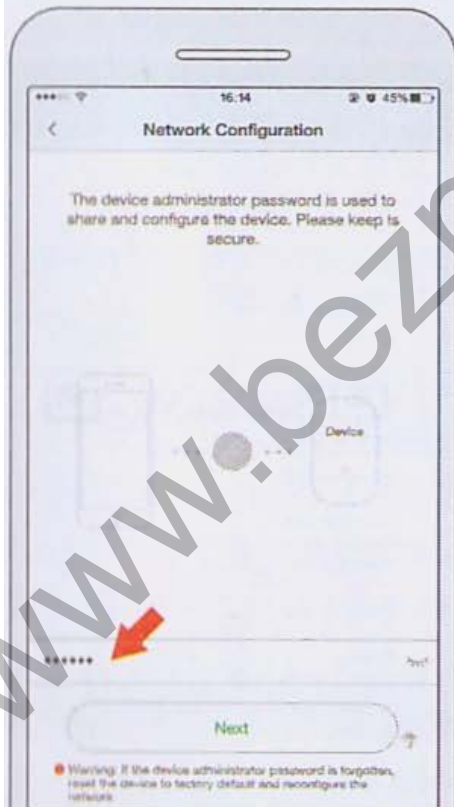 16:14
45%
Network Configuration
The device administrator password is used to
share and configure the device. Please keep is
secure.
Device
••••••
Next
Warning: If the device administrator password is forgotten,
reset the device to factory default and reconfigure the
network
www.bezp